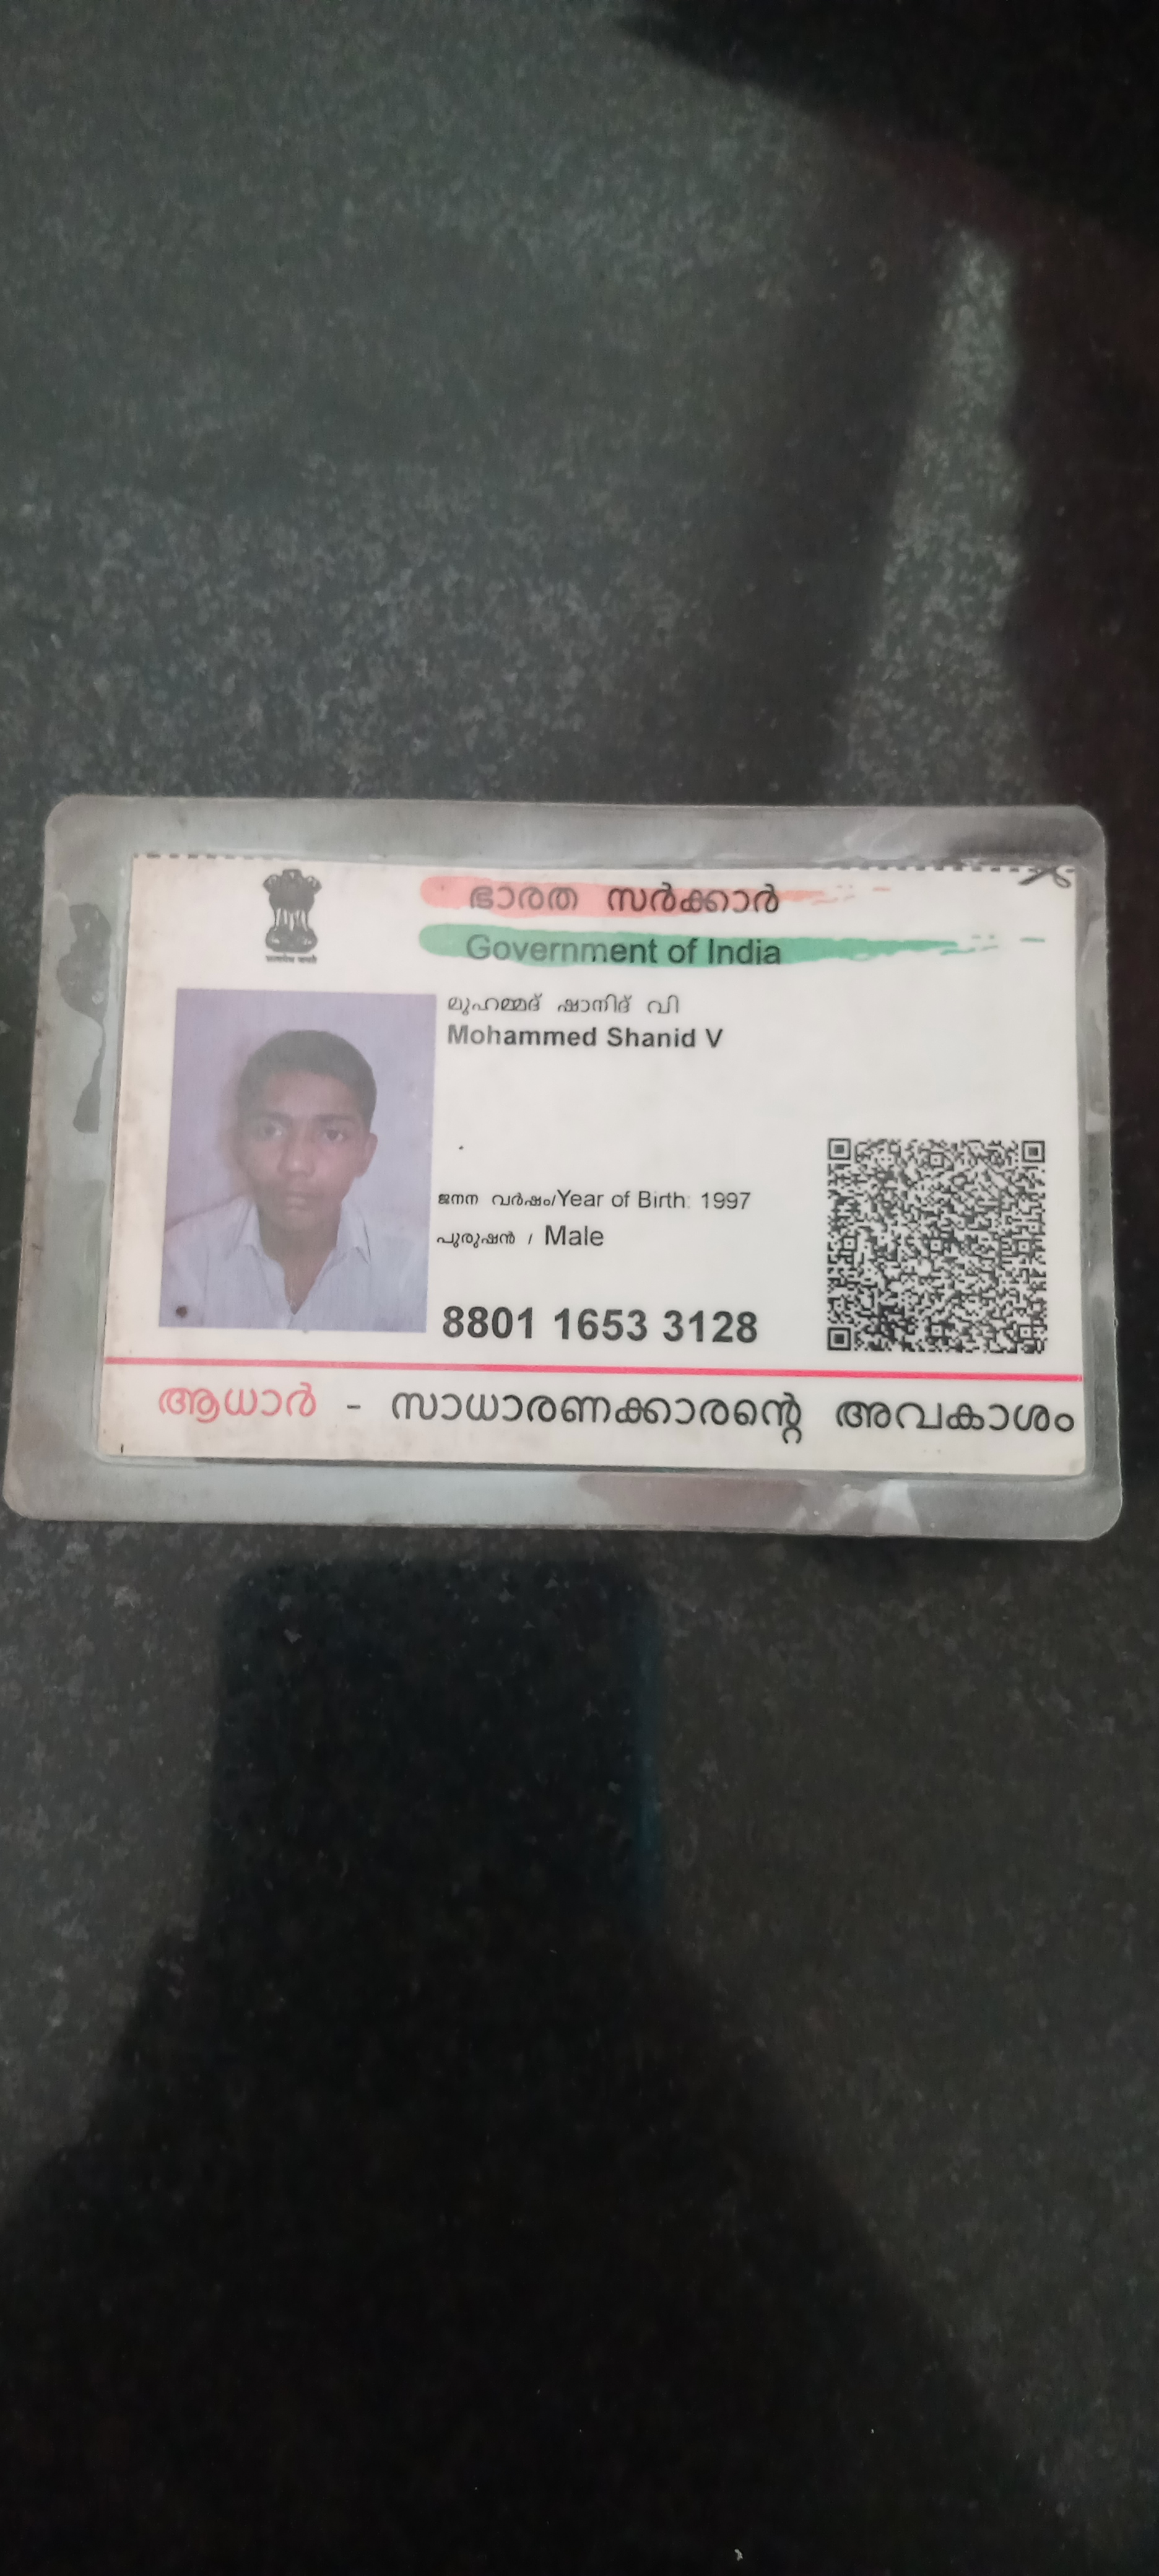 ഭാരത സർക്കാർ
Government of India
മുഹമ്മദ് ഷാനിദ് വി
Mohammed Shanid V
ജനന വർഷം/Year of Birth: 1997
പുരുഷൻ / Male
8801 1653 3128
ആധാർ - സാധാരണക്കാരന്റെ അവകാശം